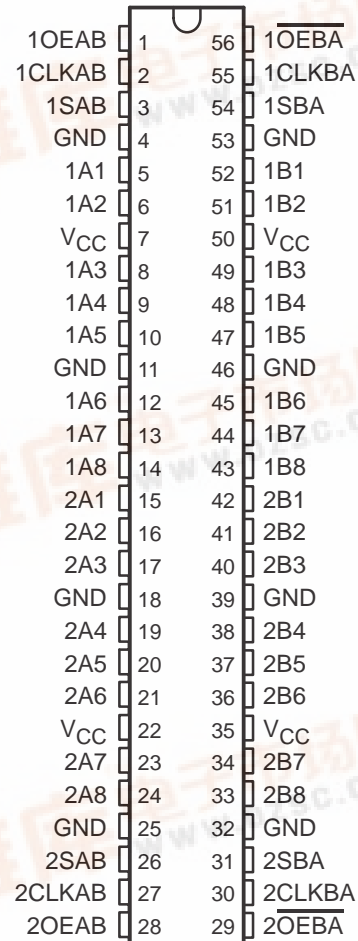 1OEAB 1 56 1OEBA
1CLKAB 2 55 1CLKBA
1SAB 3 54 1SBA
GND 4 53 GND
1A1 5 52 1B1
1A2 6 51 1B2
VCC 7 50 VCC
1A3 8 49 1B3
1A4 9 48 1B4
1A5 10 47 1B5
GND 11 46 GND
1A6 12 45 1B6
1A7 13 44 1B7
1A8 14 43 1B8
2A1 15 42 2B1
2A2 16 41 2B2
2A3 17 40 2B3
GND 18 39 GND
2A4 19 38 2B4
2A5 20 37 2B5
2A6 21 36 2B6
VCC 22 35 VCC
2A7 23 34 2B7
2A8 24 33 2B8
GND 25 32 GND
2SAB 26 31 2SBA
2CLKAB 27 30 2CLKBA
2OEAB 28 29 2OEBA